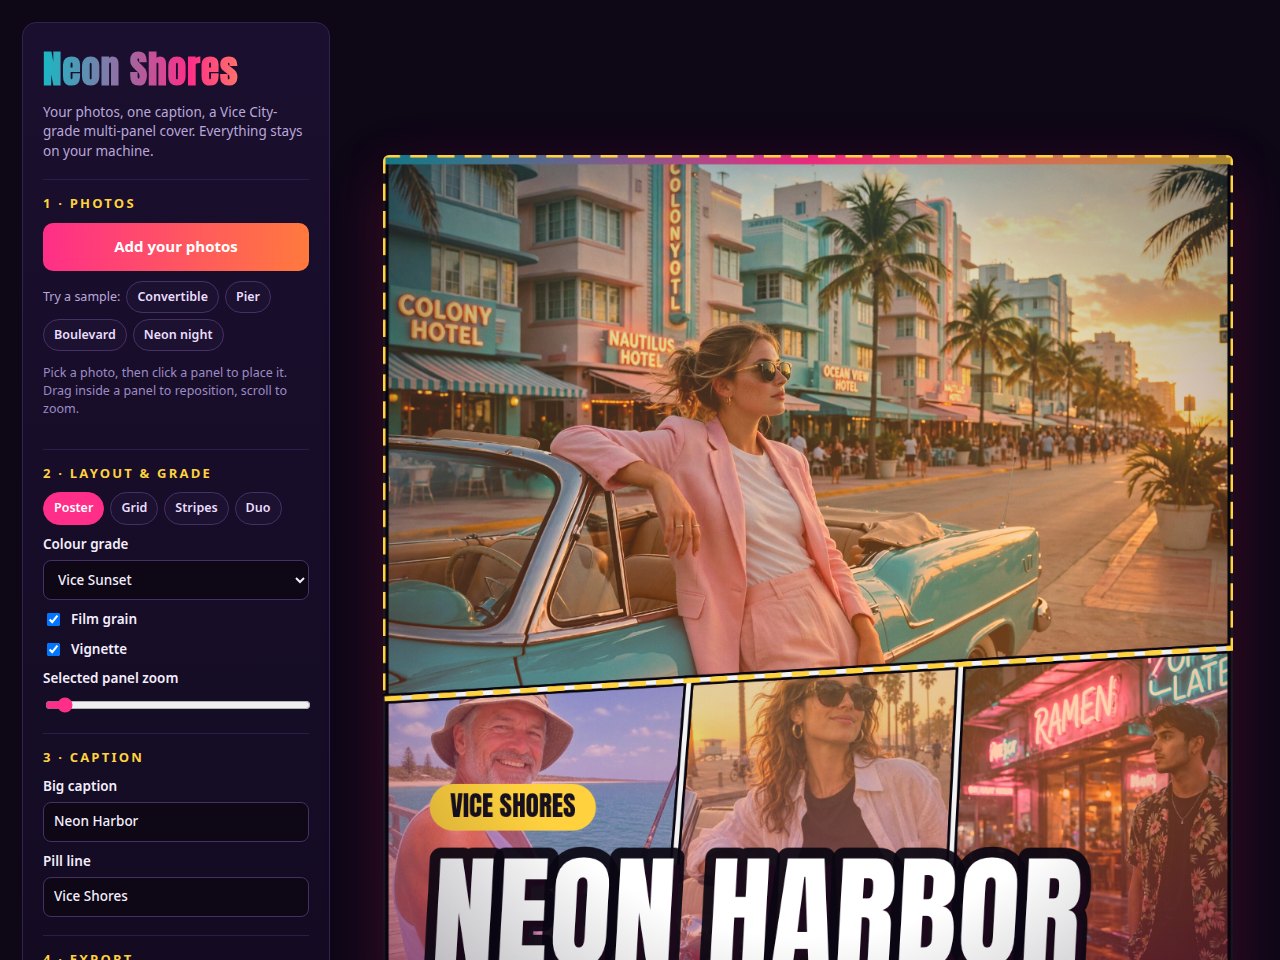 Neon Shores
Your photos, one caption, a Vice City-
grade multi-panel cover. Everything stays
on your machine.
1 · PHOTOS
Add your photos
Try a sample: Convertible Pier
Boulevard Neon night
Pick a photo, then click a panel to place it.
Drag inside a panel to reposition, scroll to
zoom.
2 · LAYOUT & GRADE
Poster Grid Stripes Duo
Colour grade
Vice Sunset
Film grain
Vignette
Selected panel zoom
3 · CAPTION
Big caption
Neon Harbor
Pill line
Vice Shores
4 · EXPORT
COLONY
HOTEL
NAUTILUS
HOTEL
OCEAN VIEW
HOTEL
RAMEN
LATE
VICE SHORES
NEON HARBOR